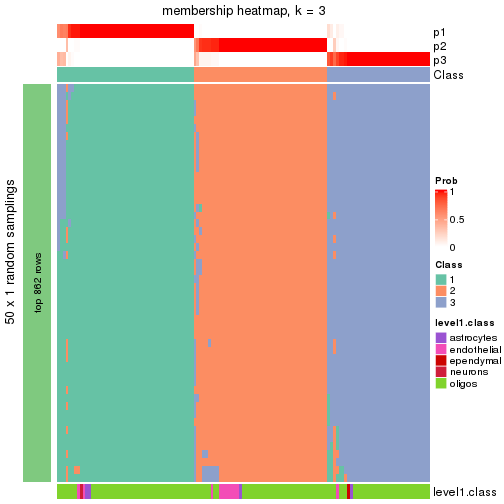 membership heatmap, k = 3
p1
p2
p3
Class
50 x 1 random samplings
top 862 rows
Prob
1
0.5
0
Class
1
2
3
level1.class
astrocytes
endothelial
ependymal
neurons
oligos
level1.class